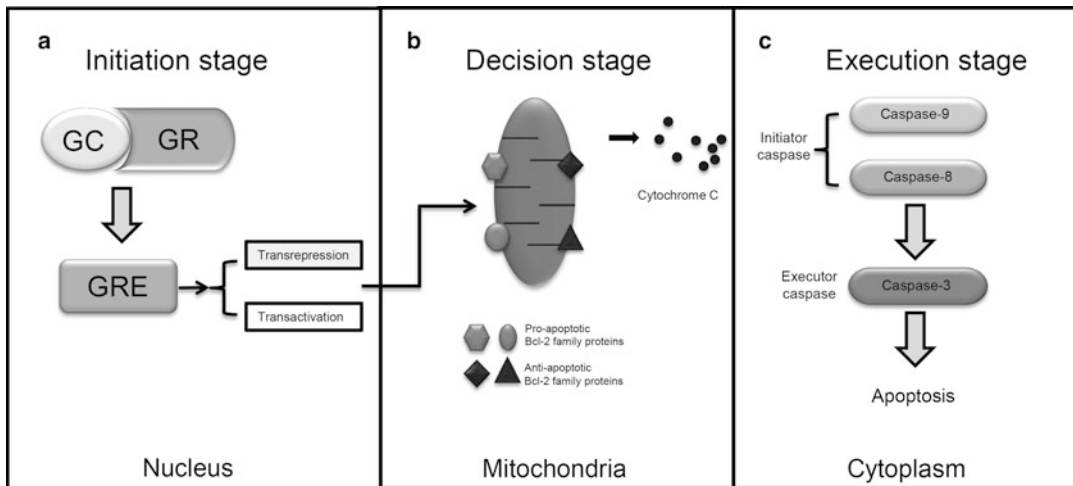 a
Initiation stage
GC
GR
GRE
Transrepression
Transactivation
Nucleus
b
Decision stage
Cytochrome C
Pro-apoptotic
Bcl-2 family proteins
Anti-apoptotic
Bcl-2 family proteins
Mitochondria
c
Execution stage
Caspase-9
Initiator
caspase
Caspase-8
Executor
caspase
Caspase-3
Apoptosis
Cytoplasm